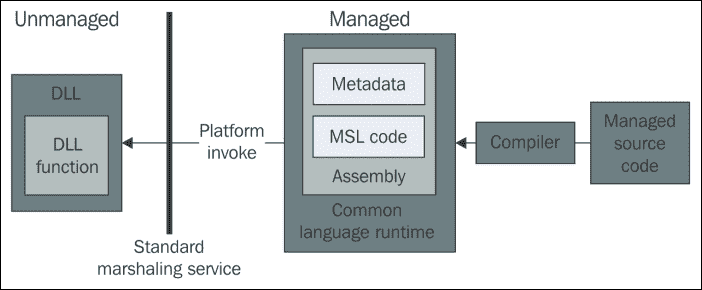 Unmanaged
Managed
DLL
DLL
function
Platform
invoke
Standard
marshaling service
Metadata
MSL code
Assembly
Common
language runtime
Compiler
Managed
source
code